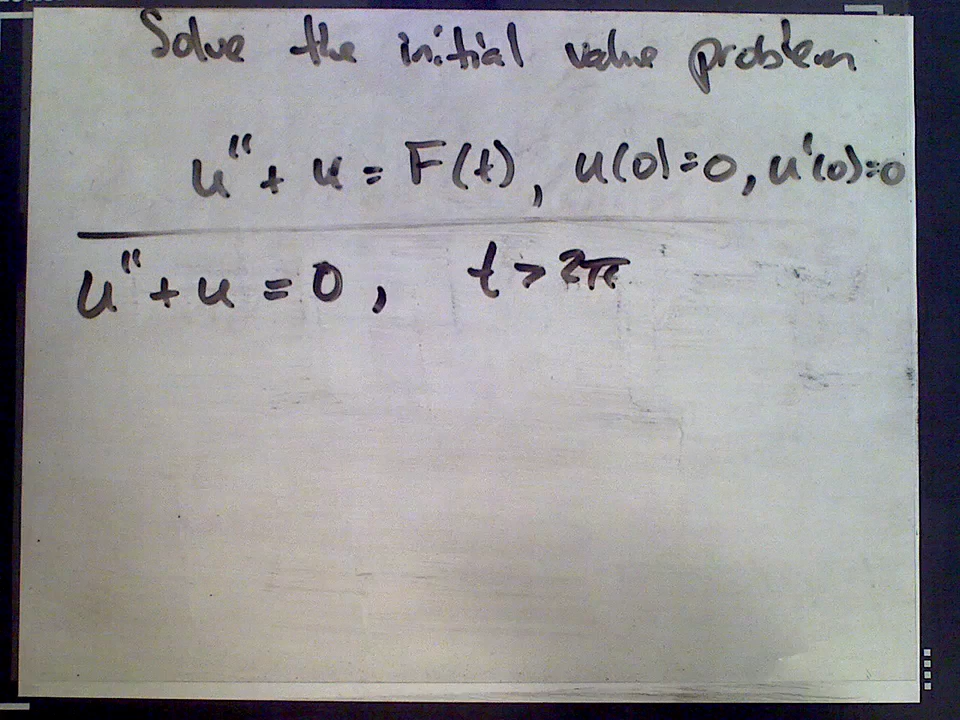 Solve the initial value problem
u'' + u = F(t), u(0)=0, u'(0)=0
u'' + u = 0, t > 2π